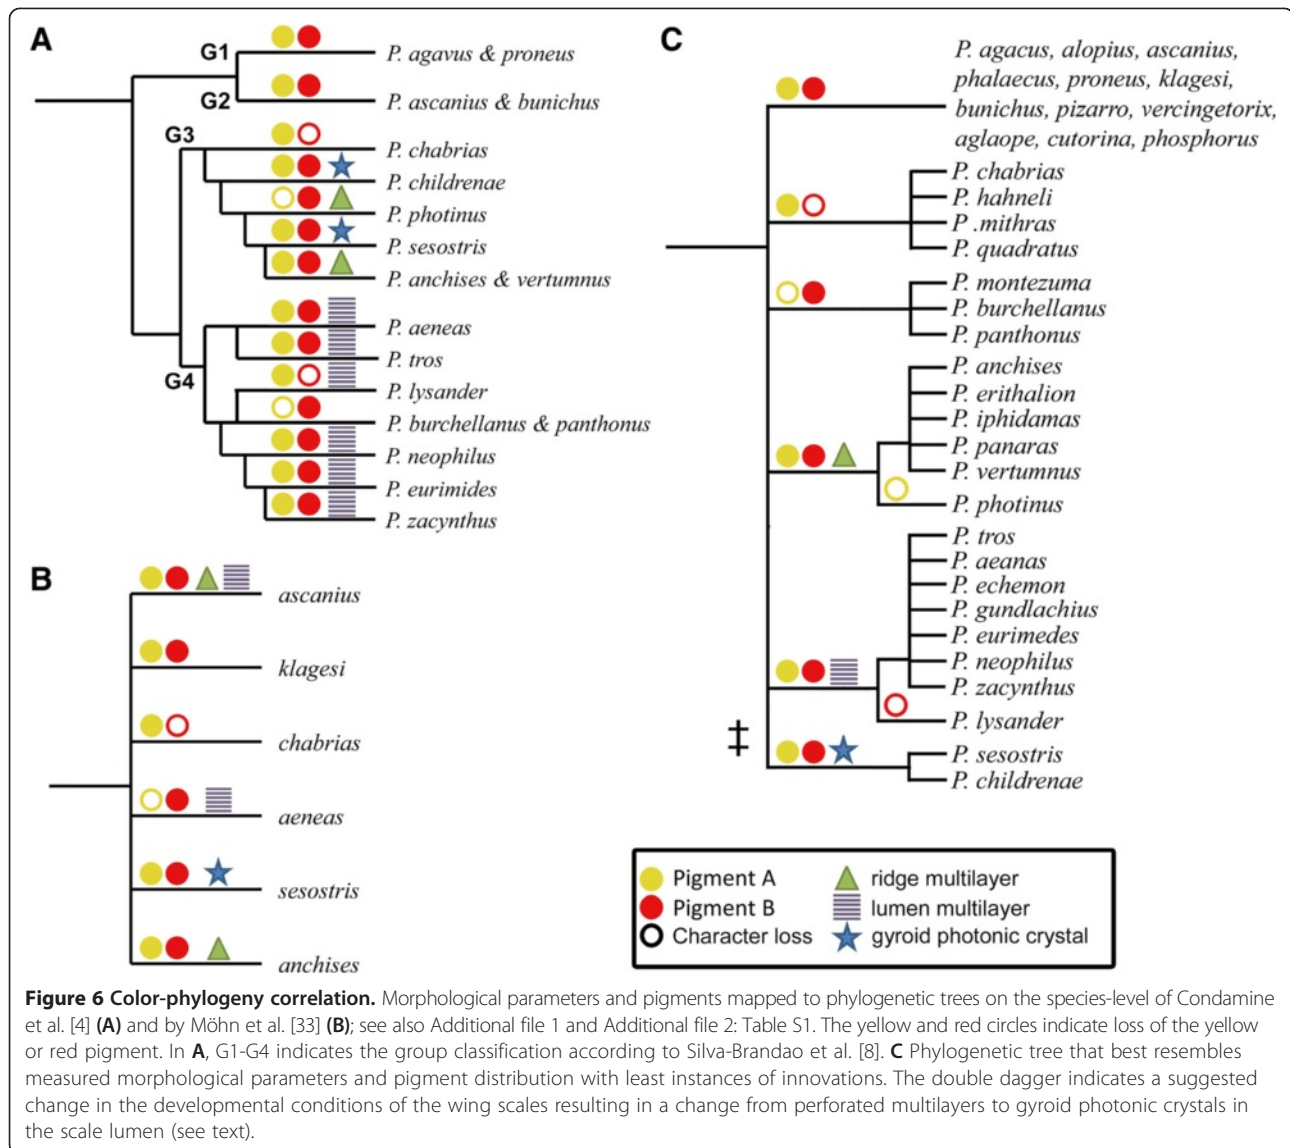 A
G1
P. agavus & proneus
G2
P. ascanius & bunichus
G3
P. chabrias
P. childrenae
P. photinus
P. sesostris
P. anchises & vertumnus
G4
P. aeneas
P. tros
P. lysander
P. burchellanus & panthonus
P. neophilus
P. eurimides
P. zacynthus
B
ascanius
klagesi
chabrias
aeneas
sesostris
anchises
C
P. agacus, alopius, ascanius,
phalaecus, proneus, klagesi,
bunichus, pizarro, vercingetorix,
aglaope, cutorina, phosphorus
P. chabrias
P. hahneli
P .mithras
P. quadratus
P. montezuma
P. burchellanus
P. panthonus
P. anchises
P. erithalion
P. iphidamas
P. panaras
P. vertumnus
P. photinus
P. tros
P. aeanas
P. echemon
P. gundlachius
P. eurimedes
P. neophilus
P. zacynthus
P. lysander
‡
P. sesostris
P. childrenae
Pigment A
ridge multilayer
Pigment B
lumen multilayer
Character loss
gyroid photonic crystal
Figure 6 Color-phylogeny correlation. Morphological parameters and pigments mapped to phylogenetic trees on the species-level of Condamine
et al. [4] (A) and by Möhn et al. [33] (B); see also Additional file 1 and Additional file 2: Table S1. The yellow and red circles indicate loss of the yellow
or red pigment. In A, G1-G4 indicates the group classification according to Silva-Brandao et al. [8]. C Phylogenetic tree that best resembles
measured morphological parameters and pigment distribution with least instances of innovations. The double dagger indicates a suggested
change in the developmental conditions of the wing scales resulting in a change from perforated multilayers to gyroid photonic crystals in
the scale lumen (see text).